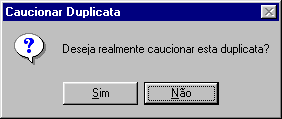 Caucionar Duplicata
Deseja realmente caucionar esta duplicata?
Sim
Não